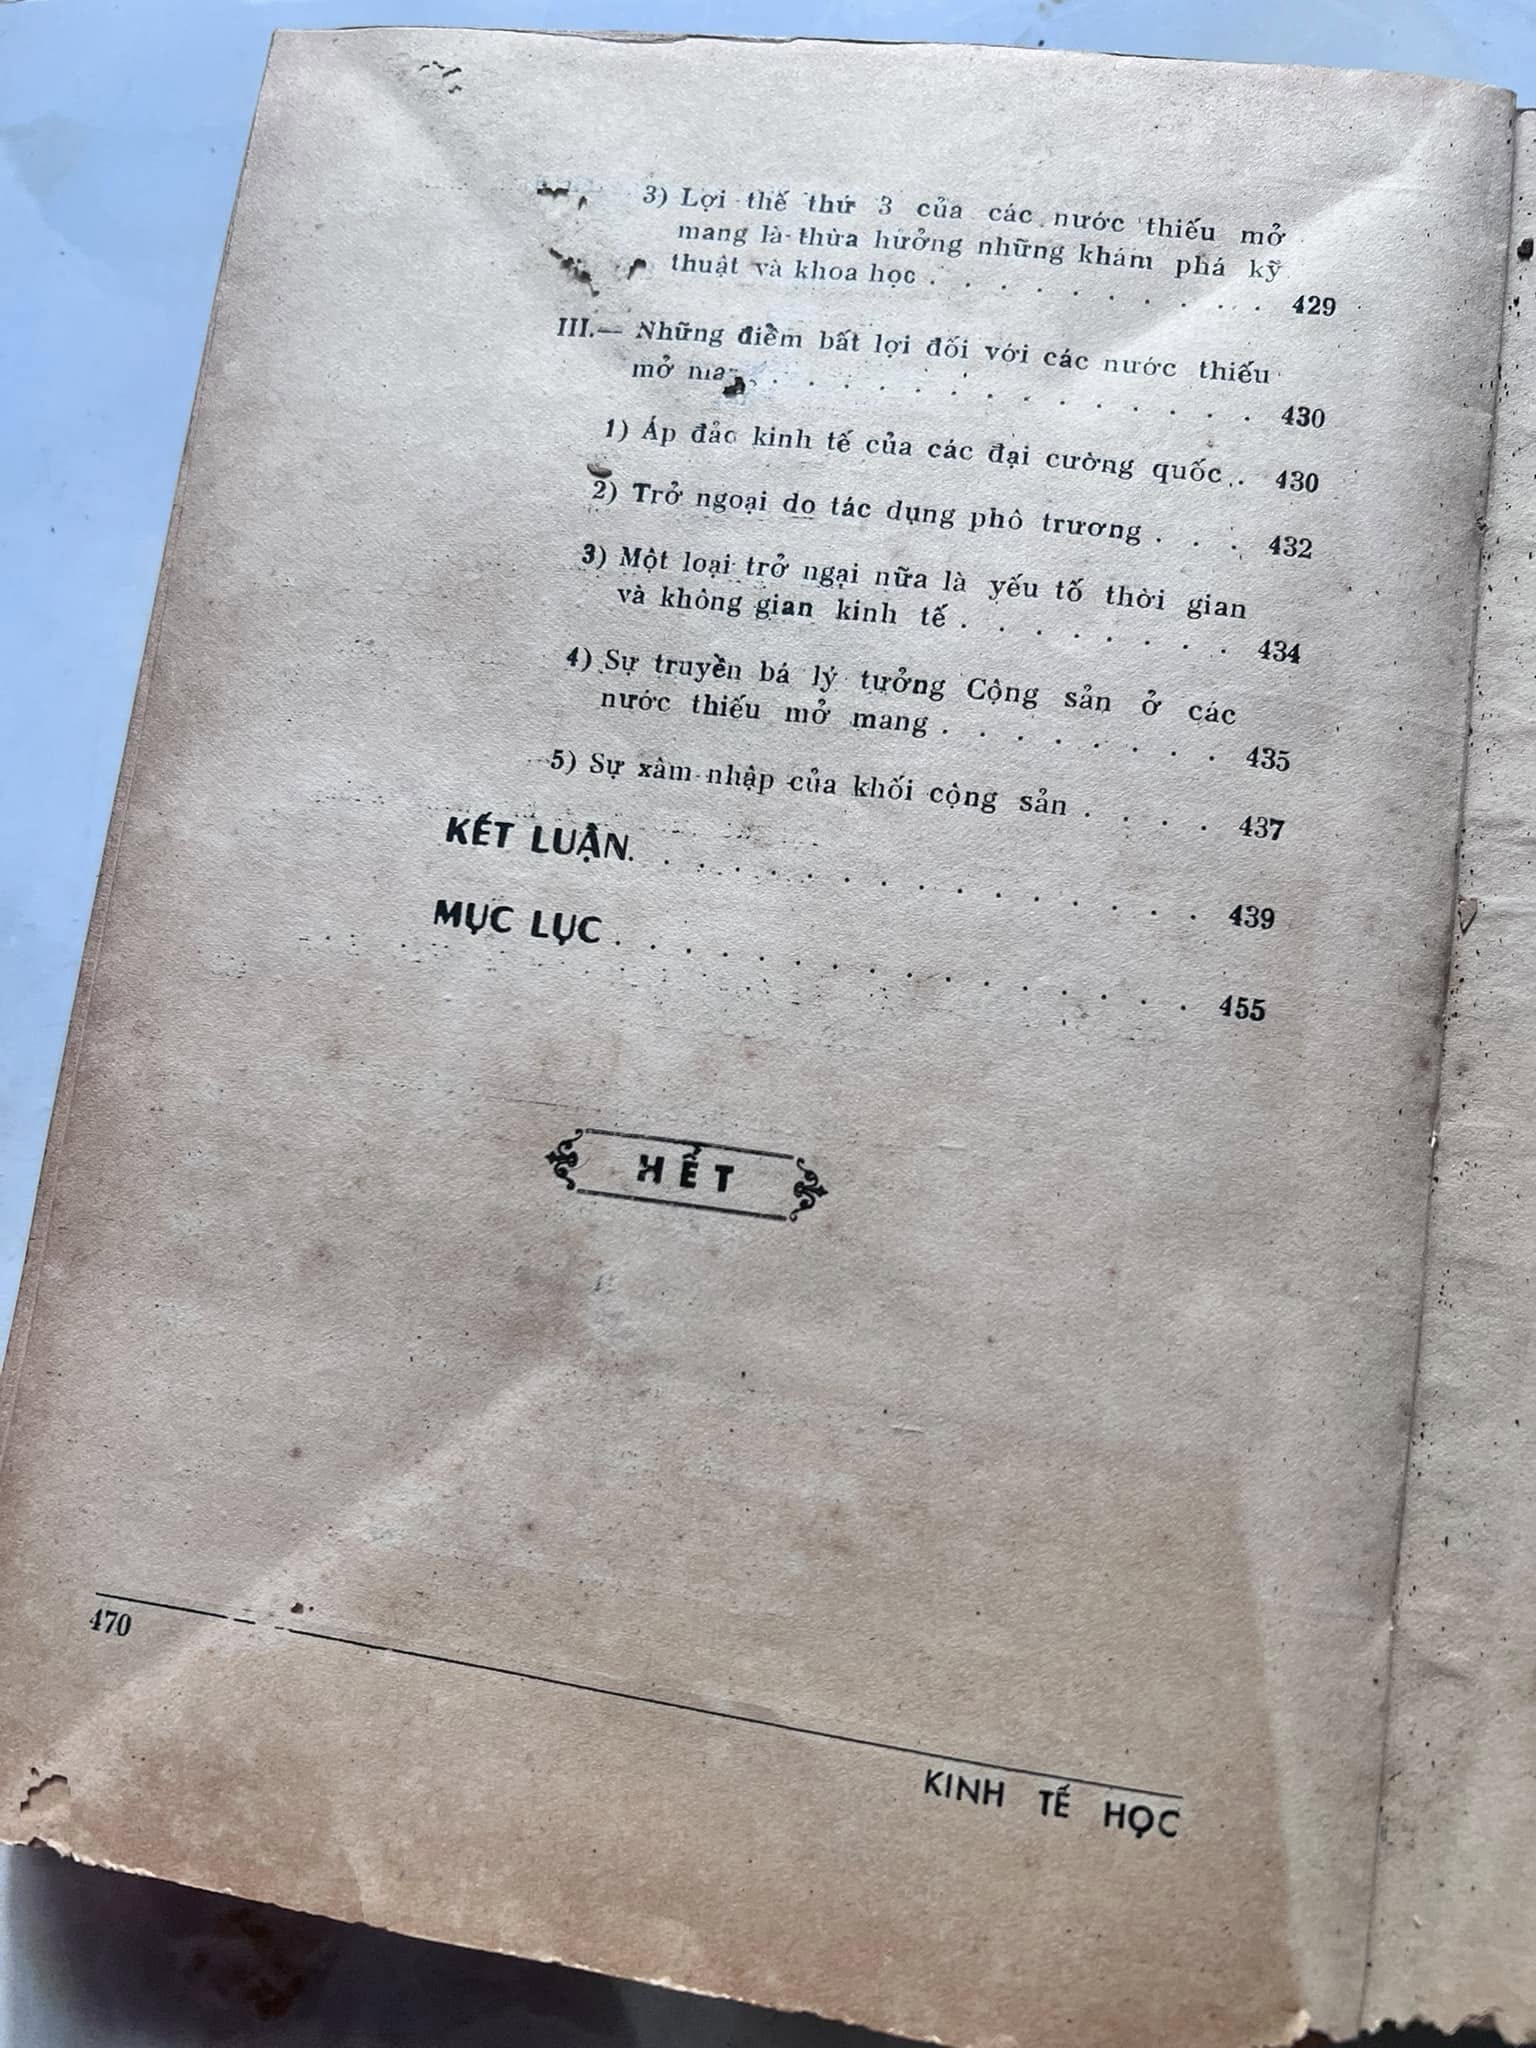 3) Lợi thế thứ 3 của các nước thiếu mở
mang là thừa hưởng những khám phá kỹ
thuật và khoa học . . . . . . . . . . 429
III.— Những điểm bất lợi đối với các nước thiếu
mở . . . . . . . . . . . . . . 430
1) Áp đảo kinh tế của các đại cường quốc . . 430
2) Trở ngoại do tác dụng phô trương . . . 432
3) Một loại trở ngại nữa là yếu tố thời gian
và không gian kinh tế . . . . . . . . 434
4) Sự truyền bá lý tưởng Cộng sản ở các
nước thiếu mở mang . . . . . . . . 435
5) Sự xâm nhập của khối cộng sản . . . . 437
KẾT LUẬN . . . . . . . . . . . . . . . . 439
MỤC LỤC . . . . . . . . . . . . . . . . 455
HẾT
470
KINH TẾ HỌC